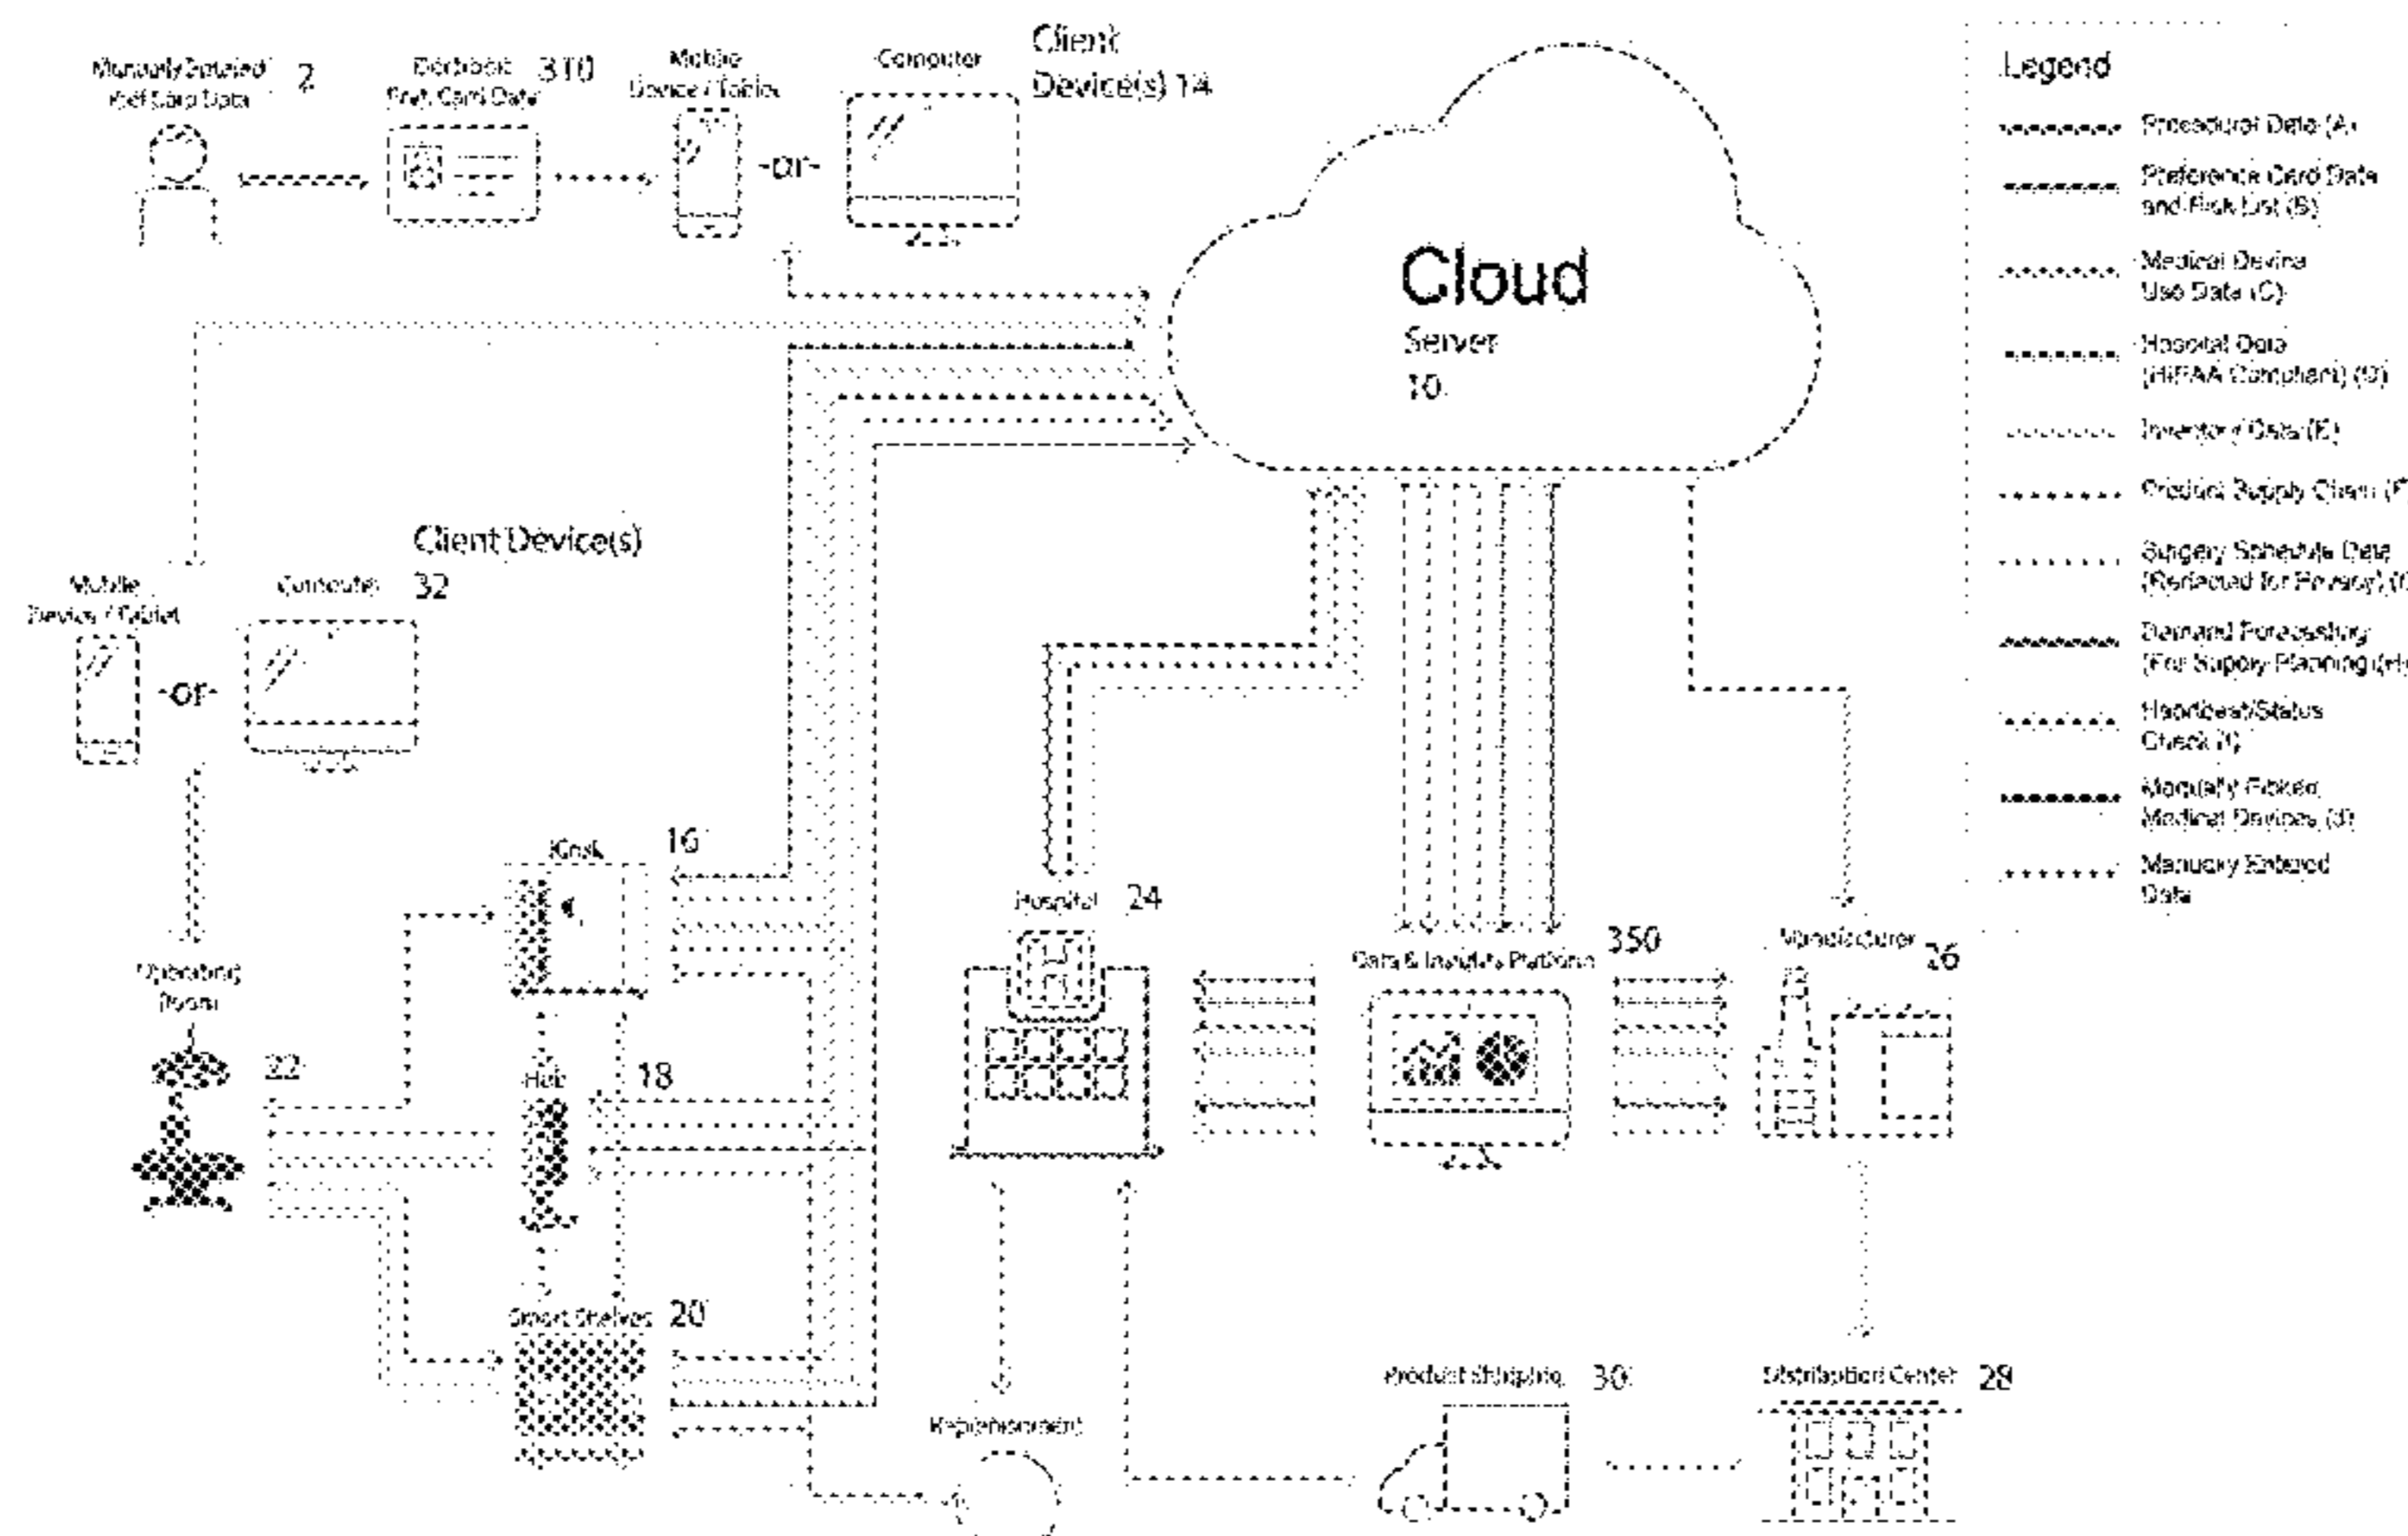 Manually Entered 2
Pref Card Data
Electronic 310
Pref. Card Data
Mobile
Device / Tablet
-or-
Computer
Client
Device(s) 14
Cloud
Server
10
Legend
Procedural Data (A)
Preference Card Data
and Risk List (B)
Medical Device
Use Data (C)
Hospital Data
(HIPAA Compliant) (D)
Inventory Data (E)
Product Supply Chain (F
Surgery Schedule Data
(Redacted for Privacy) (
Demand Forecasting
(For Supply Planning (H)
Heartbeat/Status
Check (I)
Manually Picked
Medical Devices (J)
Manually Entered
Data
Client Device(s)
32
Mobile
Device / Tablet
-or-
Computer
Operating
Room
22
Kiosk 16
Hub 18
Smart Shelves 20
Hospital 24
Data & Insights Platform 350
Manufacturer 26
Replenishment
Product Shipping 30
Distribution Center 28